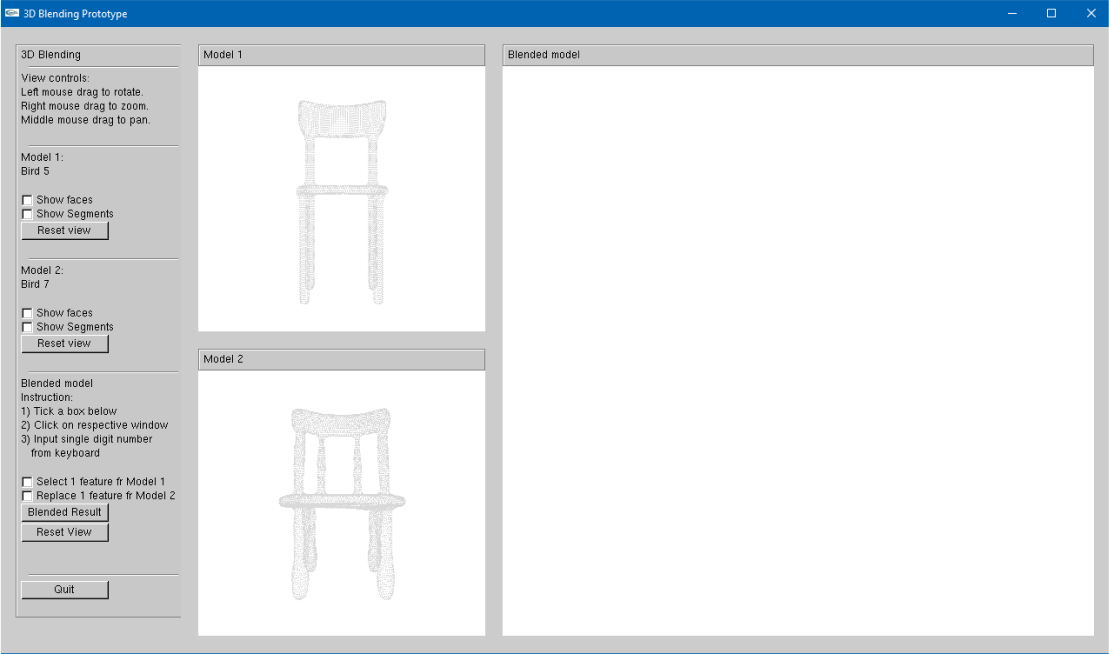 3D Blending Prototype
3D Blending
View controls:
Left mouse drag to rotate.
Right mouse drag to zoom.
Middle mouse drag to pan.
Model 1:
Bird 5
Show faces
Show Segments
Reset view
Model 2:
Bird 7
Show faces
Show Segments
Reset view
Blended model
Instruction:
1) Tick a box below
2) Click on respective window
3) Input single digit number
from keyboard
Select 1 feature fr Model 1
Replace 1 feature fr Model 2
Blended Result
Reset View
Quit
Model 1
Model 2
Blended model